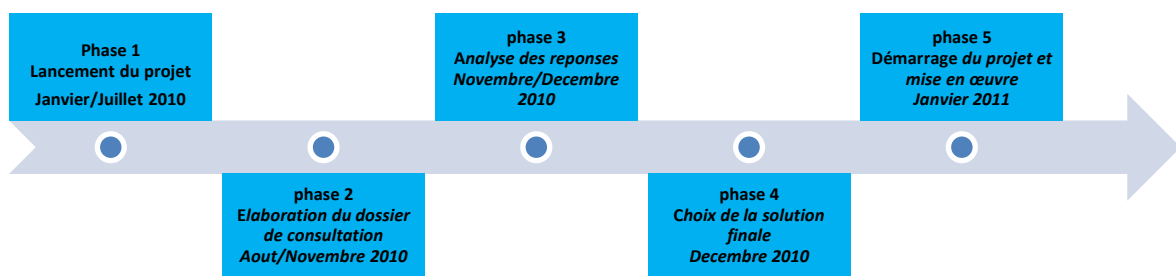 Phase 1
Lancement du projet
Janvier/Juillet 2010
phase 2
Elaboration du dossier
de consultation
Aout/Novembre 2010
phase 3
Analyse des reponses
Novembre/Decembre
2010
phase 4
Choix de la solution
finale
Decembre 2010
phase 5
Démarrage du projet et
mise en œuvre
Janvier 2011